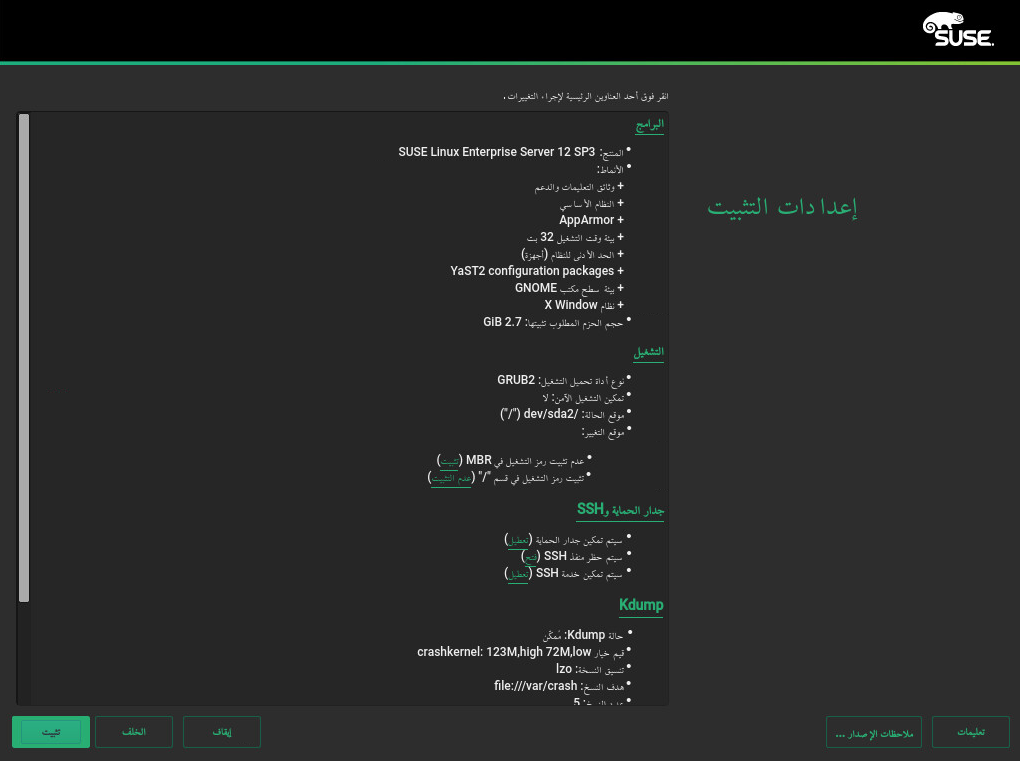 SUSE.
انقر فوق أحد العناوين الرئيسية لإجراء التغييرات.
إعدادات التثبيت
البرامج
• المنتج: SUSE Linux Enterprise Server 12 SP3
• الأنماط:
+ وثائق التعليمات والدعم
+ النظام الأساسي
+ AppArmor
+ بيئة وقت التشغيل 32 بت
+ الحد الأدنى للنظام (أجهزة)
+ YaST2 configuration packages
+ بيئة سطح مكتب GNOME
+ نظام X Window
• حجم الحزم المطلوب تثبيتها: 2.7 GiB
التشغيل
• نوع أداة تحميل التشغيل: GRUB2
• تمكين التشغيل الآمن: لا
• موقع الحالة: /dev/sda2 ("/")
• موقع التغيير:
• عدم تثبيت رمز التشغيل في MBR (تثبيت)
• تثبيت رمز التشغيل في قسم "/" (عدم التثبيت)
جدار الحماية وSSH
• سيتم تمكين جدار الحماية (تعطيل)
• سيتم حظر منفذ SSH (فتح)
• سيتم تمكين خدمة SSH (تعطيل)
Kdump
• حالة Kdump: مُمكّن
• قيم خيار crashkernel: 123M,high 72M,low
• تنسيق النسخة: lzo
• هدف النسخ: file:///var/crash
• عدد النسخ: 5
تعليمات
ملاحظات الإصدار ...
إيقاف
الخلف
تثبيت